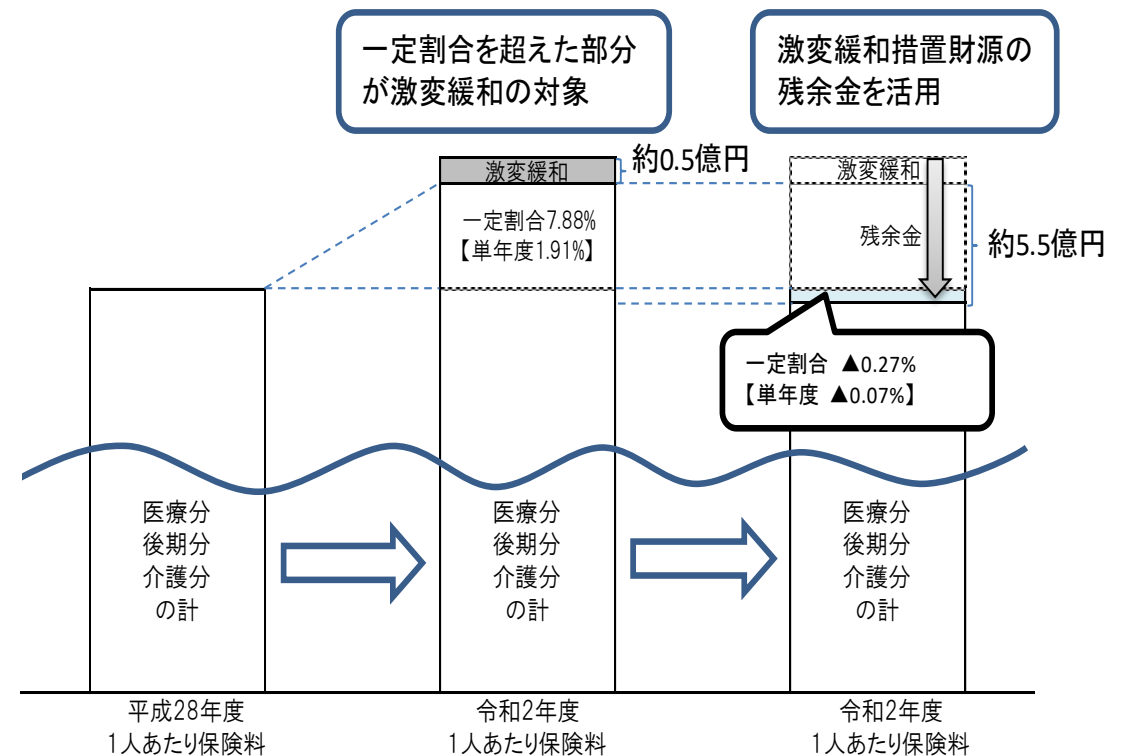 一定割合を超えた部分
が激変緩和の対象
激変緩和措置財源の
残余金を活用
激変緩和
約0.5億円
一定割合7.88%
【単年度1.91%】
激変緩和
残余金
約5.5億円
一定割合 ▲0.27%
【単年度 ▲0.07%】
医療分
後期分
介護分
の計
医療分
後期分
介護分
の計
医療分
後期分
介護分
の計
平成28年度
1人あたり保険料
令和2年度
1人あたり保険料
令和2年度
1人あたり保険料